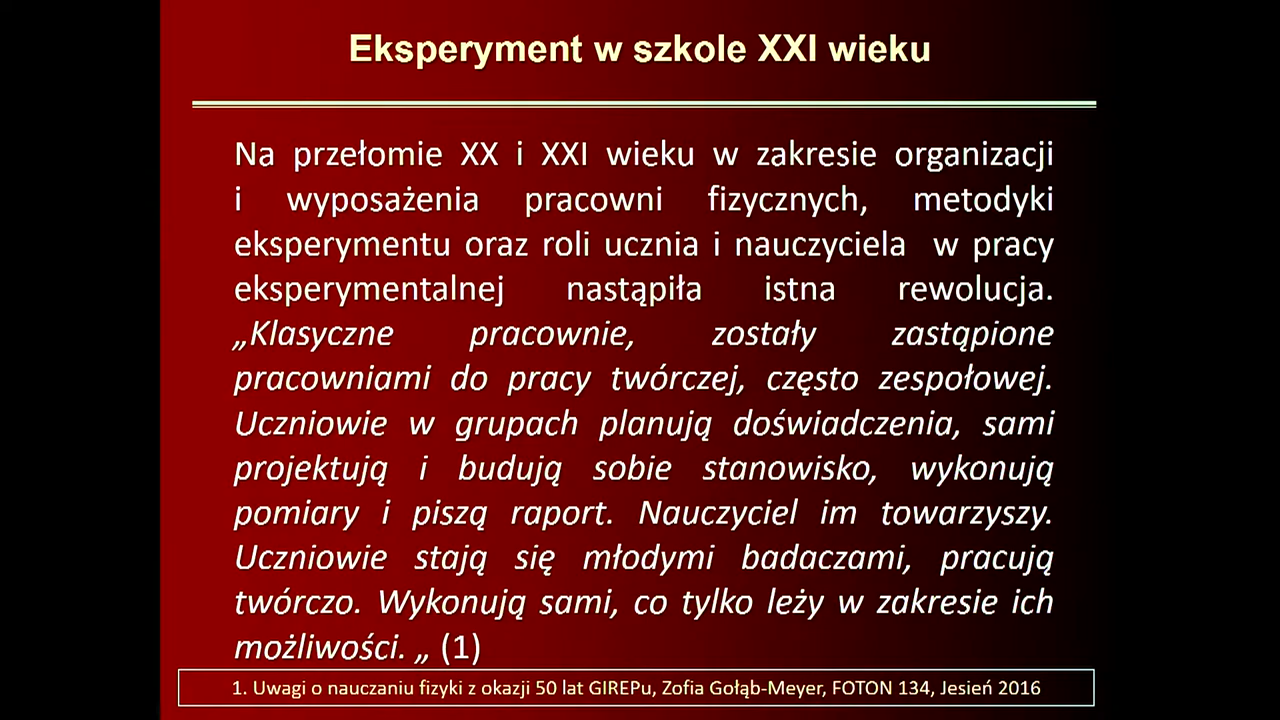 Eksperyment w szkole XXI wieku
Na przełomie XX i XXI wieku w zakresie organizacji
i wyposażenia pracowni fizycznych, metodyki
eksperymentu oraz roli ucznia i nauczyciela w pracy
eksperymentalnej nastąpiła istna rewolucja.
„Klasyczne pracownie, zostały zastąpione
pracowniami do pracy twórczej, często zespołowej.
Uczniowie w grupach planują doświadczenia, sami
projektują i budują sobie stanowisko, wykonują
pomiary i piszą raport. Nauczyciel im towarzyszy.
Uczniowie stają się młodymi badaczami, pracują
twórczo. Wykonują sami, co tylko leży w zakresie ich
możliwości. „ (1)
1. Uwagi o nauczaniu fizyki z okazji 50 lat GIREPu, Zofia Gołąb-Meyer, FOTON 134, Jesień 2016